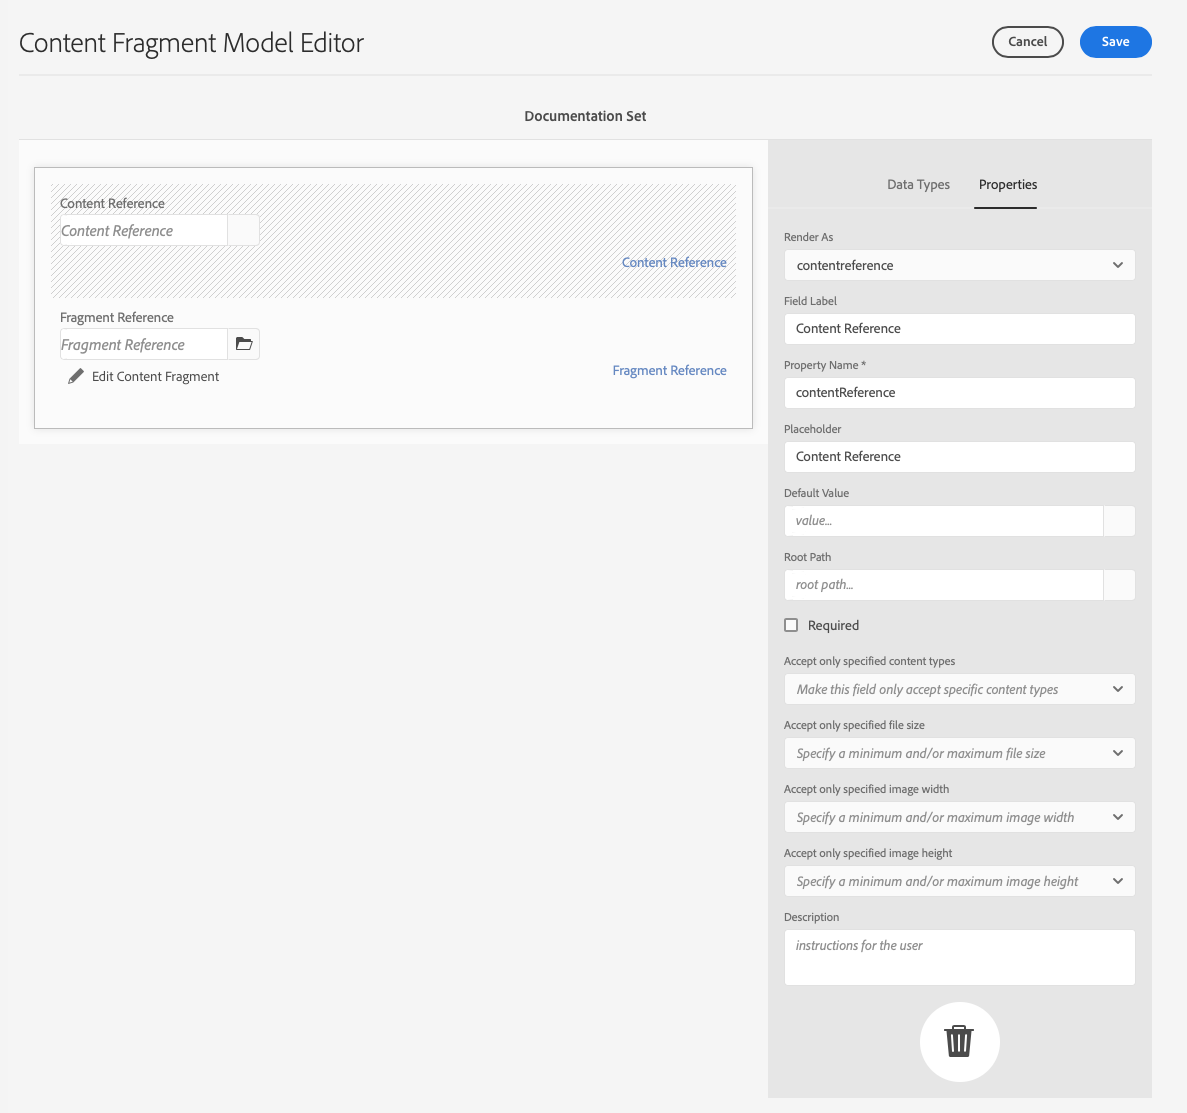 Content Fragment Model Editor
Cancel
Save
Documentation Set
Content Reference
Content Reference
Content Reference
Fragment Reference
Fragment Reference
Edit Content Fragment
Fragment Reference
Data Types
Properties
Render As
contentreference
Field Label
Content Reference
Property Name *
contentReference
Placeholder
Content Reference
Default Value
value...
Root Path
root path...
Required
Accept only specified content types
Make this field only accept specific content types
Accept only specified file size
Specify a minimum and/or maximum file size
Accept only specified image width
Specify a minimum and/or maximum image width
Accept only specified image height
Specify a minimum and/or maximum image height
Description
instructions for the user